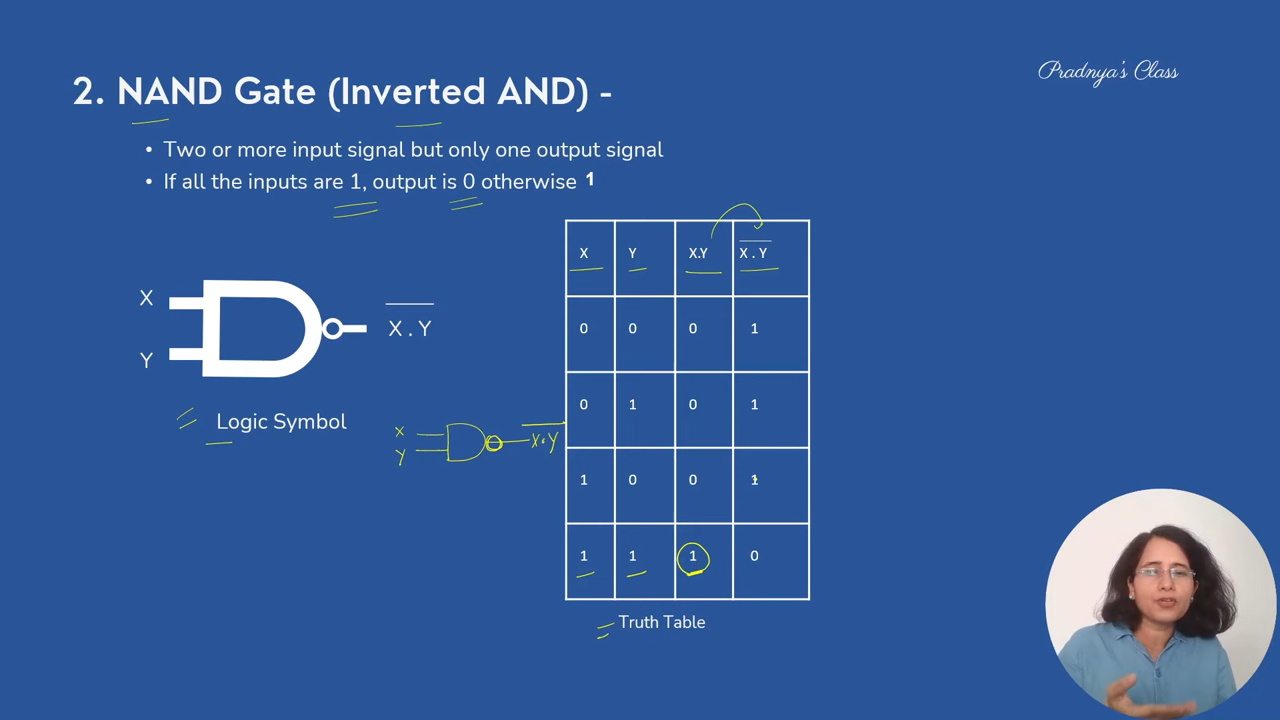 Pradnya's Class
2. NAND Gate (Inverted AND) -
• Two or more input signal but only one output signal
• If all the inputs are 1, output is 0 otherwise 1
X
Y
X . Y
Logic Symbol
X
Y
X.Y
X Y X.Y X . Y
0 0 0 1
0 1 0 1
1 0 0 1
1 1 1 0
Truth Table